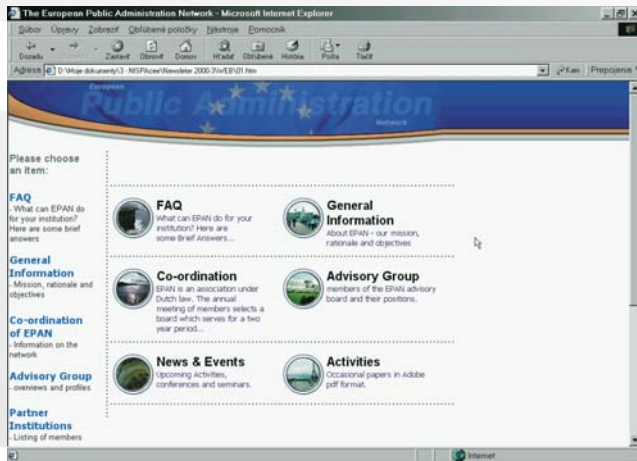 The European Public Administration Network - Microsoft Internet Explorer
Súbor Úpravy Zobraziť Obľúbené položky Nástroje Pomocník
Dozadu Zastaviť Obnoviť Domov Hľadať Obľúbené História Pošta Tlačiť
Adresa D:\Moje dokumenty\3 - NISPAcee\Newsletter 2000-3\WEB\01.htm Kam Prepojenia
European
Public Administration
Network
Please choose
an item:
FAQ
- What can EPAN do
for your institution?
Here are some brief
answers
General
Information
- Mission, rationale and
objectives
Co-ordination
of EPAN
- Information on the
network
Advisory Group
- overviews and profiles
Partner
Institutions
- Listing of members
FAQ
What can EPAN do for your
institution? Here are
some Brief Answers...
General
Information
About EPAN - our mission,
rationale and objectives
Co-ordination
EPAN is an association under
Dutch law. The annual
meeting of members selects a
board which serves for a two
year period...
Advisory Group
members of the EPAN advisory
board and their positions.
News & Events
Upcoming Activities,
conferences and seminars.
Activities
Occasional papers in Adobe
pdf format.
Internet